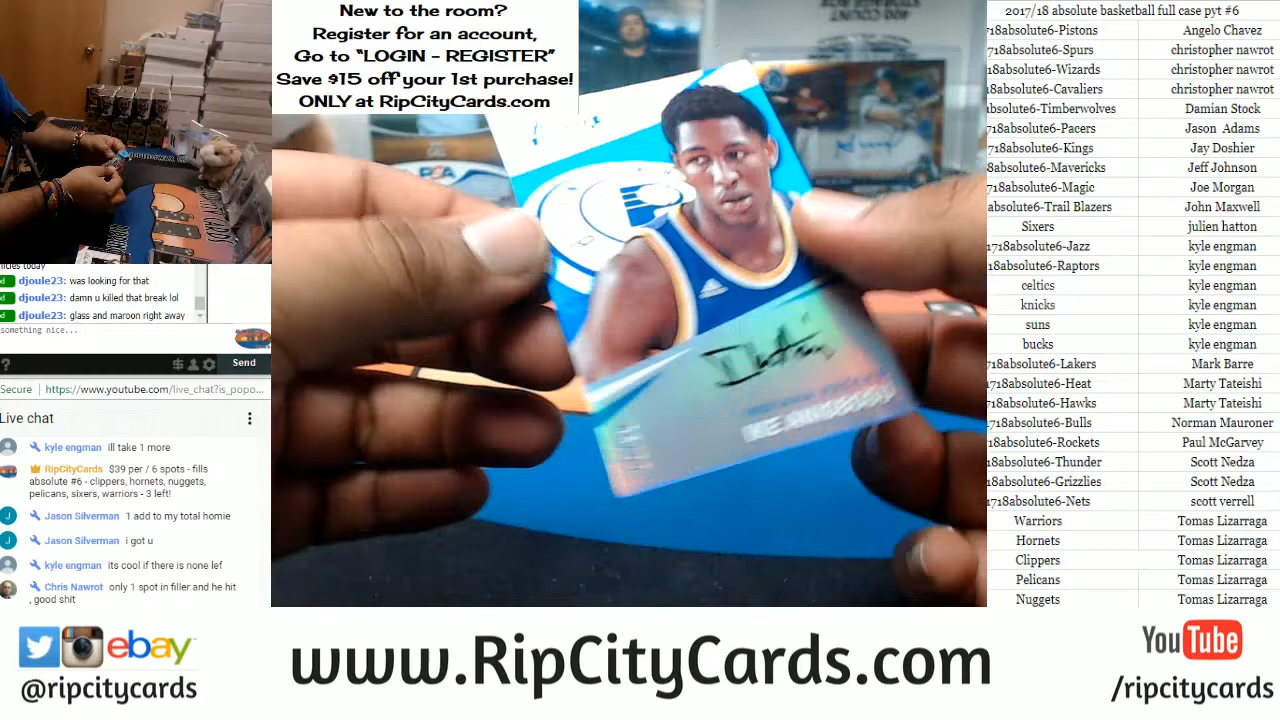 New to the room?
Register for an account,
Go to “LOGIN - REGISTER”
Save $15 off your 1st purchase!
ONLY at RipCityCards.com
PSA
2017/18 absolute basketball full case pyt #6
718absolute6-Pistons Angelo Chavez
718absolute6-Spurs christopher nawrot
18absolute6-Wizards christopher nawrot
8absolute6-Cavaliers christopher nawrot
absolute6-Timberwolves Damian Stock
718absolute6-Pacers Jason Adams
718absolute6-Kings Jay Doshier
8absolute6-Mavericks Jeff Johnson
718absolute6-Magic Joe Morgan
absolute6-Trail Blazers John Maxwell
Sixers julien hatton
1718absolute6-Jazz kyle engman
18absolute6-Raptors kyle engman
celtics kyle engman
knicks kyle engman
suns kyle engman
bucks kyle engman
718absolute6-Lakers Mark Barre
718absolute6-Heat Marty Tateishi
718absolute6-Hawks Marty Tateishi
718absolute6-Bulls Norman Mauroner
18absolute6-Rockets Paul McGarvey
18absolute6-Thunder Scott Nedza
8absolute6-Grizzlies Scott Nedza
1718absolute6-Nets scott verrell
Warriors Tomas Lizarraga
Hornets Tomas Lizarraga
Clippers Tomas Lizarraga
Pelicans Tomas Lizarraga
Nuggets Tomas Lizarraga
nicles today
djoule23: was looking for that
djoule23: damn u killed that break lol
djoule23: glass and maroon right away
something nice...
? Send
Secure https://www.youtube.com/live_chat?is_popo...
Live chat
kyle engman ill take 1 more
RipCityCards $39 per / 6 spots - fills
absolute #6 - clippers, hornets, nuggets,
pelicans, sixers, warriors - 3 left!
J Jason Silverman 1 add to my total homie
J Jason Silverman i got u
kyle engman its cool if there is none lef
Chris Nawrot only 1 spot in filler and he hit
, good shit
ebay
@ripcitycards
www.RipCityCards.com
YouTube
/ripcitycards